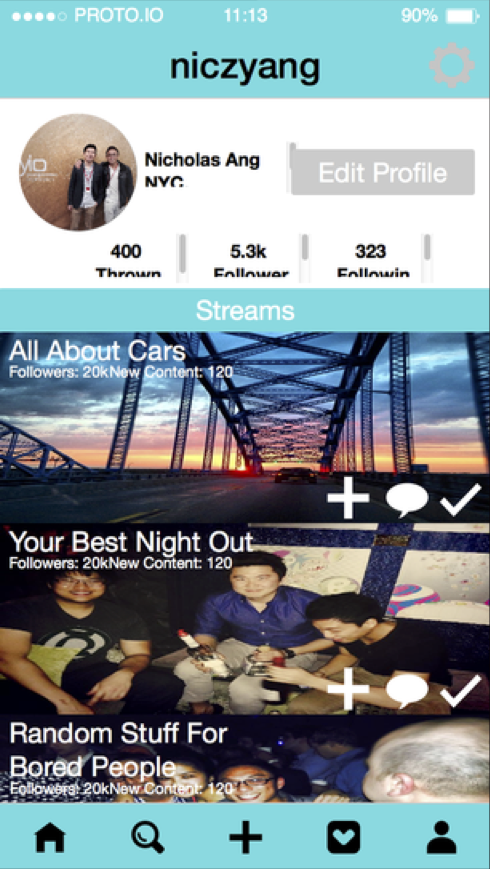 PROTO.IO 11:13 90%
niczyang
Nicholas Ang
NYC
Edit Profile
400 5.3k 323
Thrown Follower Followin
Streams
All About Cars
Followers: 20kNew Content: 120
Your Best Night Out
Followers: 20kNew Content: 120
Random Stuff For
Bored People
Followers: 20kNew Content: 120